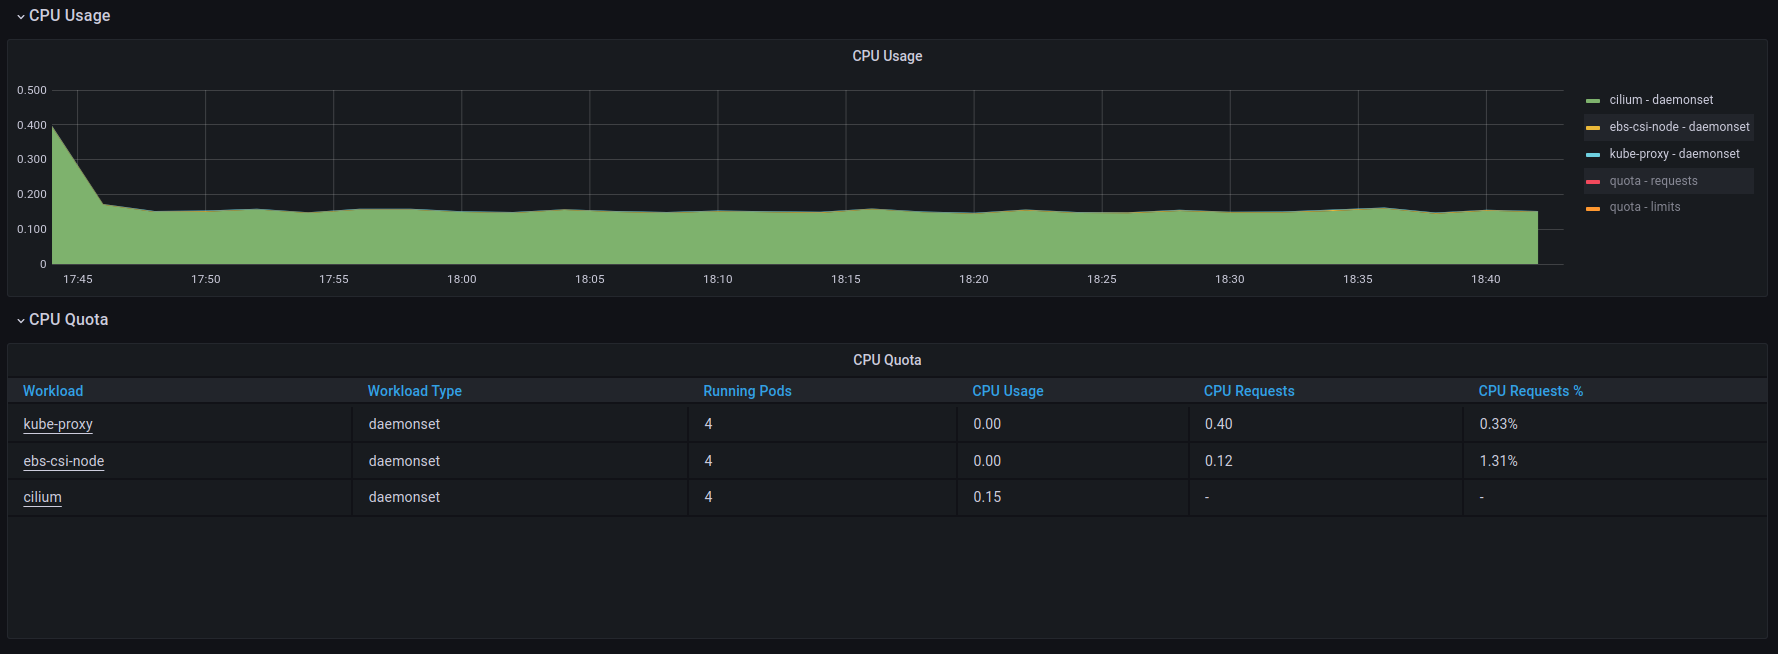 CPU Usage
CPU Usage
0.500
0.400
0.300
0.200
0.100
0
17:45 17:50 17:55 18:00 18:05 18:10 18:15 18:20 18:25 18:30 18:35 18:40
cilium - daemonset
ebs-csi-node - daemonset
kube-proxy - daemonset
quota - requests
quota - limits
CPU Quota
CPU Quota
Workload Workload Type Running Pods CPU Usage CPU Requests CPU Requests %
kube-proxy daemonset 4 0.00 0.40 0.33%
ebs-csi-node daemonset 4 0.00 0.12 1.31%
cilium daemonset 4 0.15 - -